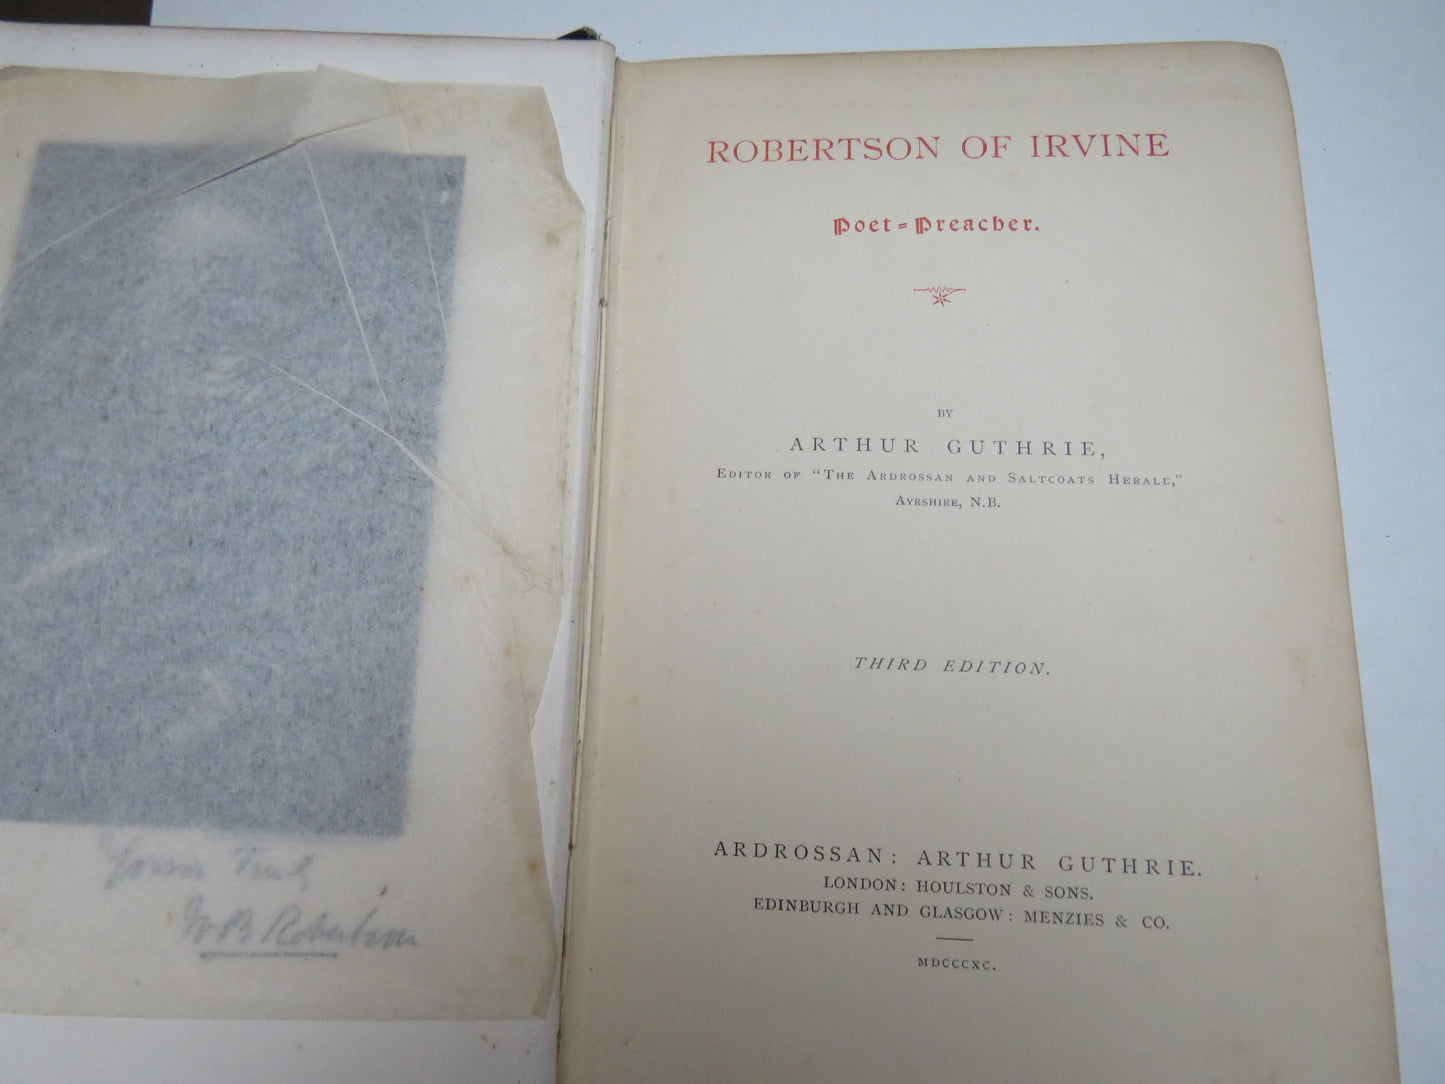 Yours Truly
W B Robertson
ROBERTSON OF IRVINE
Poet=Preacher.
BY
ARTHUR GUTHRIE,
EDITOR OF "THE ARDROSSAN AND SALTCOATS HERALD,"
AYRSHIRE, N.B.
THIRD EDITION.
ARDROSSAN: ARTHUR GUTHRIE.
LONDON: HOULSTON & SONS.
EDINBURGH AND GLASGOW: MENZIES & CO.
MDCCCXC.